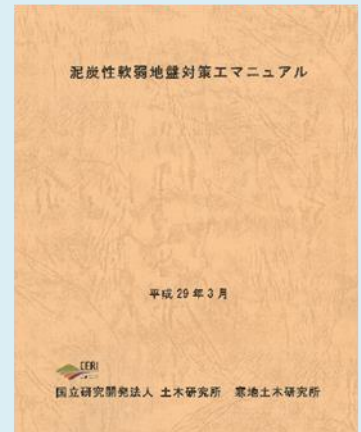 泥炭性軟弱地盤対策工マニュアル
平成 29 年 3 月
CERI
国立研究開発法人 土木研究所 寒地土木研究所